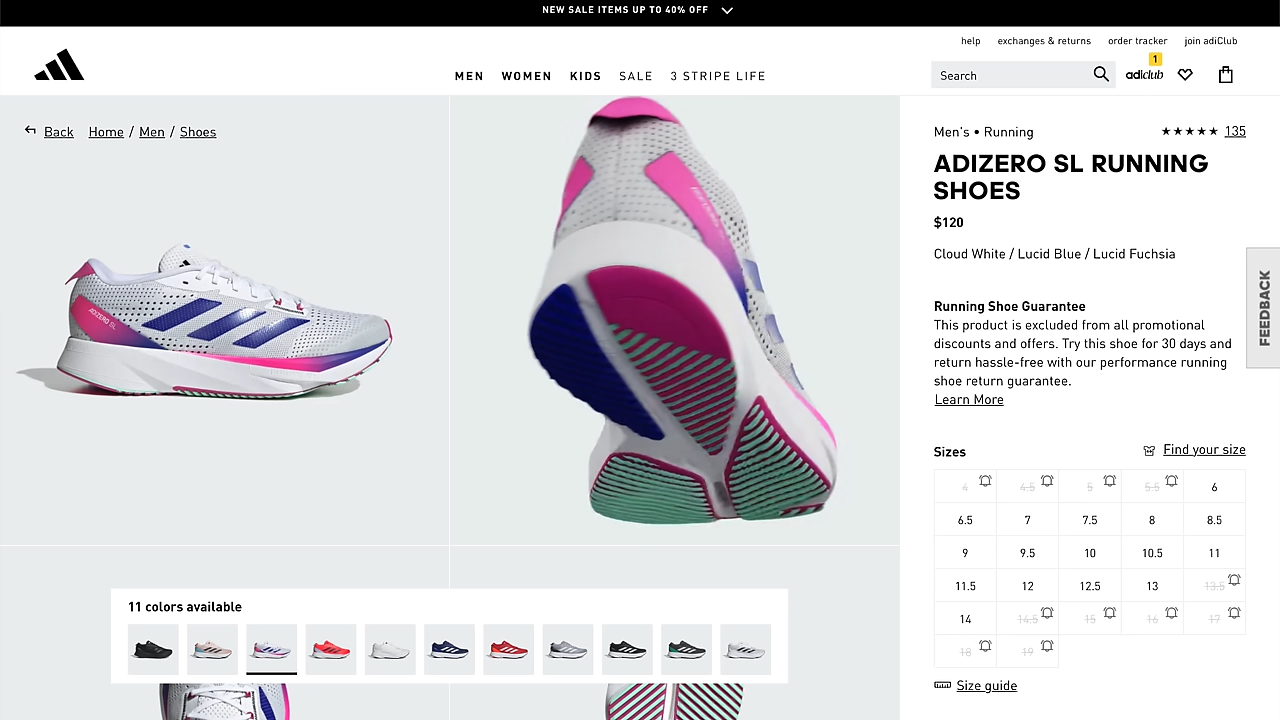 NEW SALE ITEMS UP TO 40% OFF
help exchanges & returns order tracker join adiClub
MEN WOMEN KIDS SALE 3 STRIPE LIFE
Search
adiclub 1
Back Home / Men / Shoes
ADIZERO SL
Men's • Running
★★★★★ 135
ADIZERO SL RUNNING
SHOES
$120
Cloud White / Lucid Blue / Lucid Fuchsia
FEEDBACK
Running Shoe Guarantee
This product is excluded from all promotional
discounts and offers. Try this shoe for 30 days and
return hassle-free with our performance running
shoe return guarantee.
Learn More
Sizes Find your size
4 4.5 5 5.5 6
6.5 7 7.5 8 8.5
9 9.5 10 10.5 11
11.5 12 12.5 13 13.5
14 14.5 15 16 17
18 19
Size guide
11 colors available